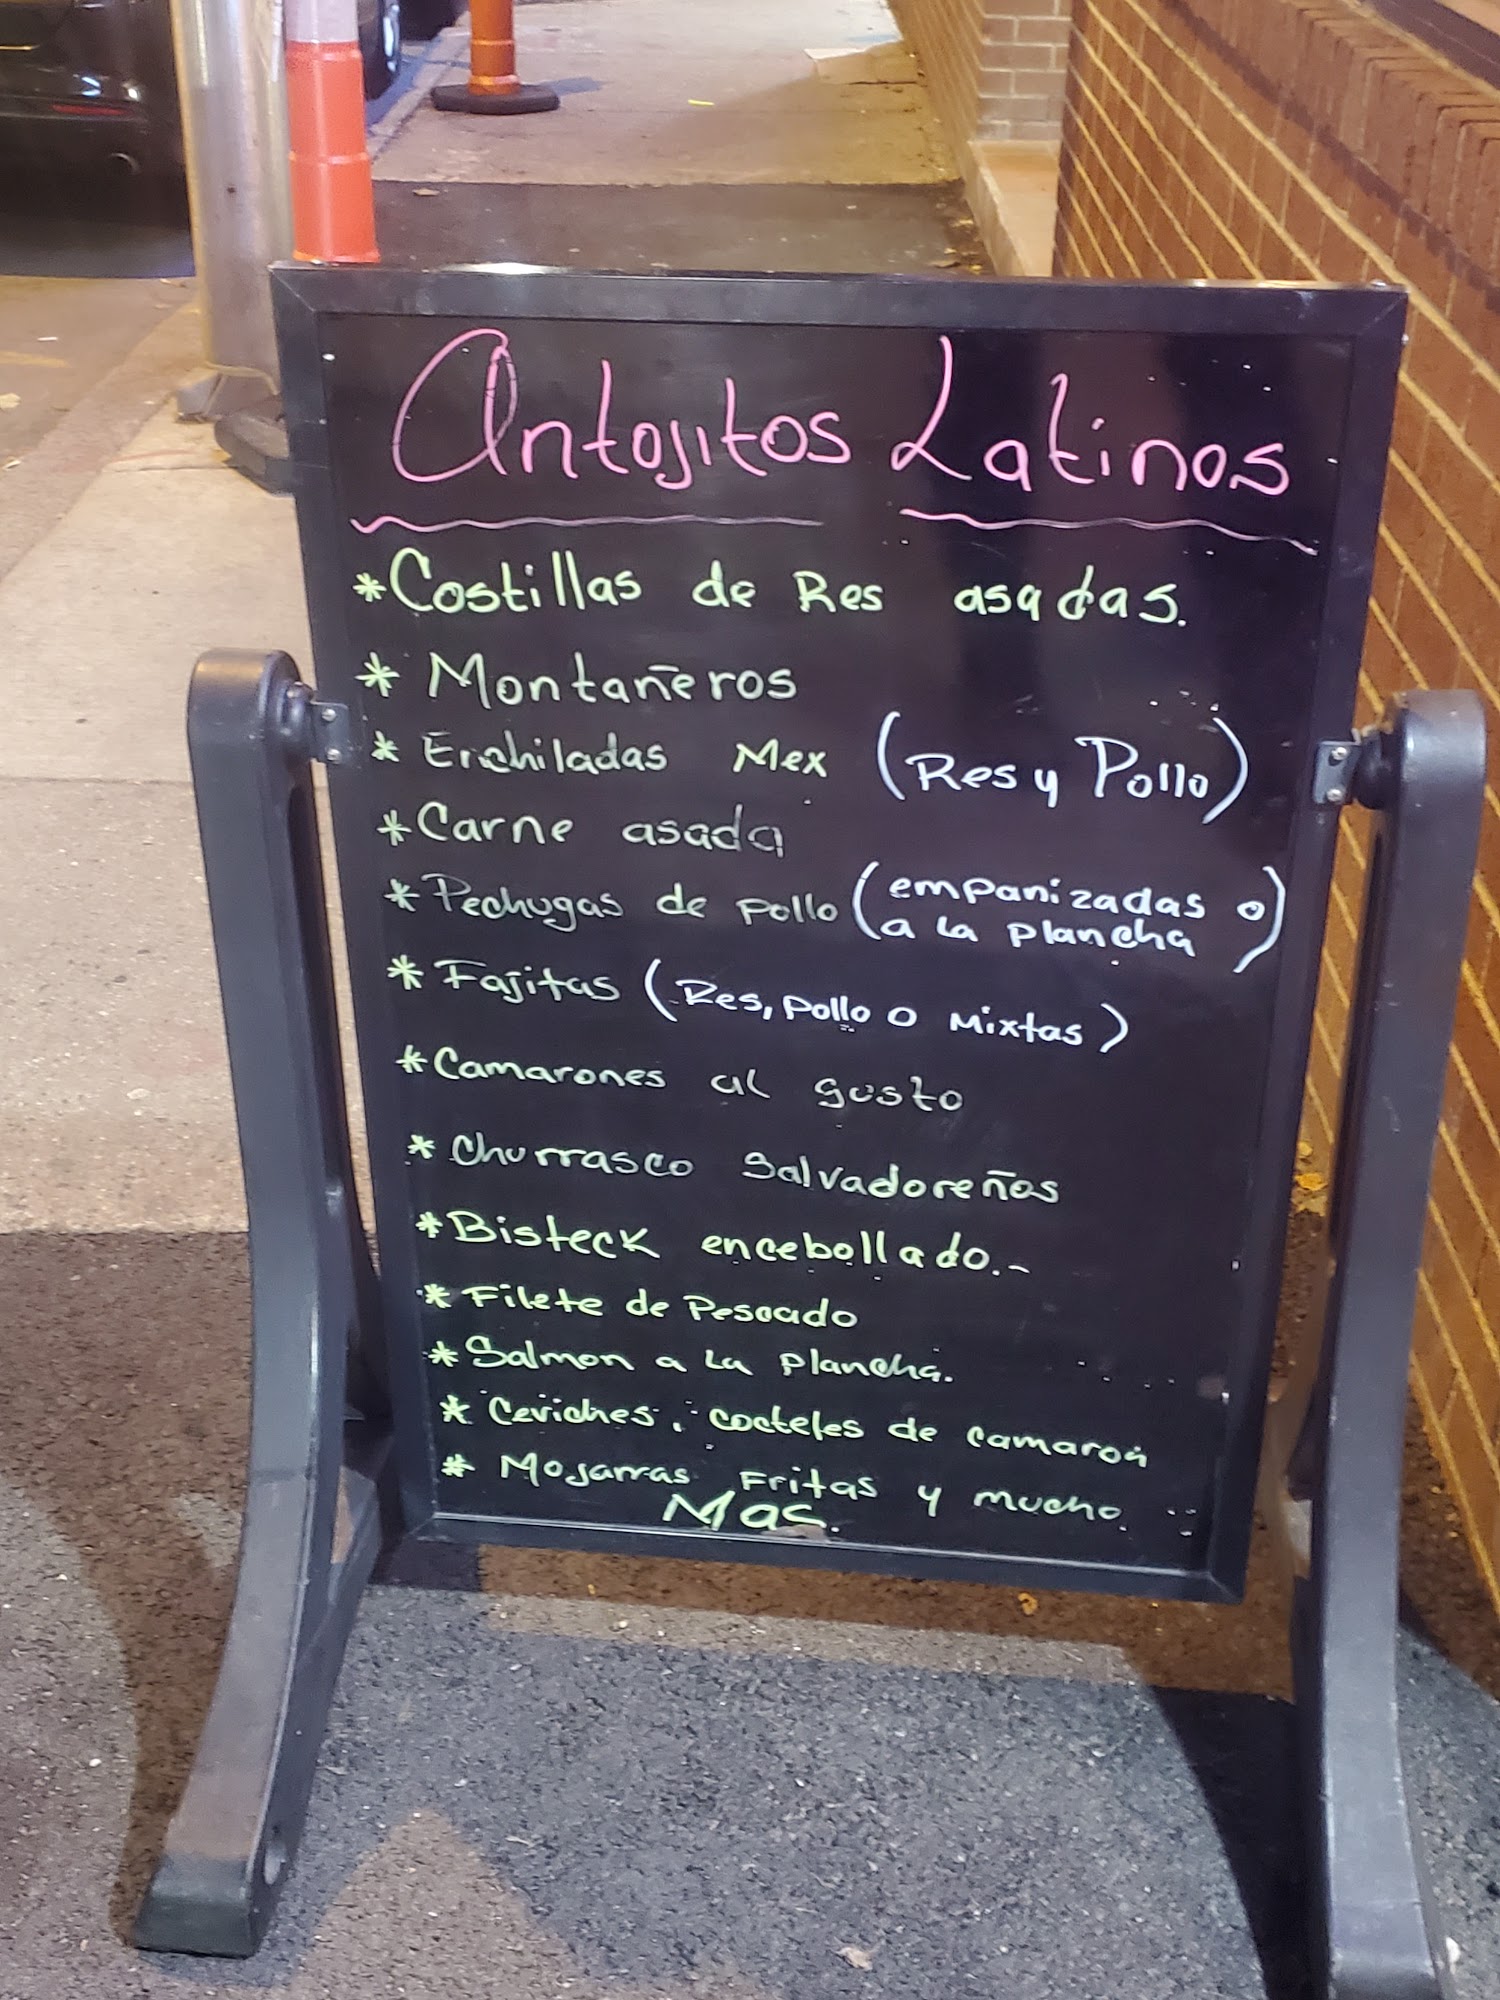 Antojitos Latinos
*Costillas de Res asadas.
* Montañeros
* Enchiladas Mex (Res y Pollo)
*Carne asada
*Pechugas de pollo (empanizadas o
a la plancha)
*Fajitas (Res, pollo o Mixtas)
*Camarones al gusto
*Churrasco Salvadoreños
*Bisteck encebollado.-
*Filete de Pescado
*Salmon a la plancha.
* Ceviches, cocteles de camaron
* Mojarras Fritas y mucho
Mas.